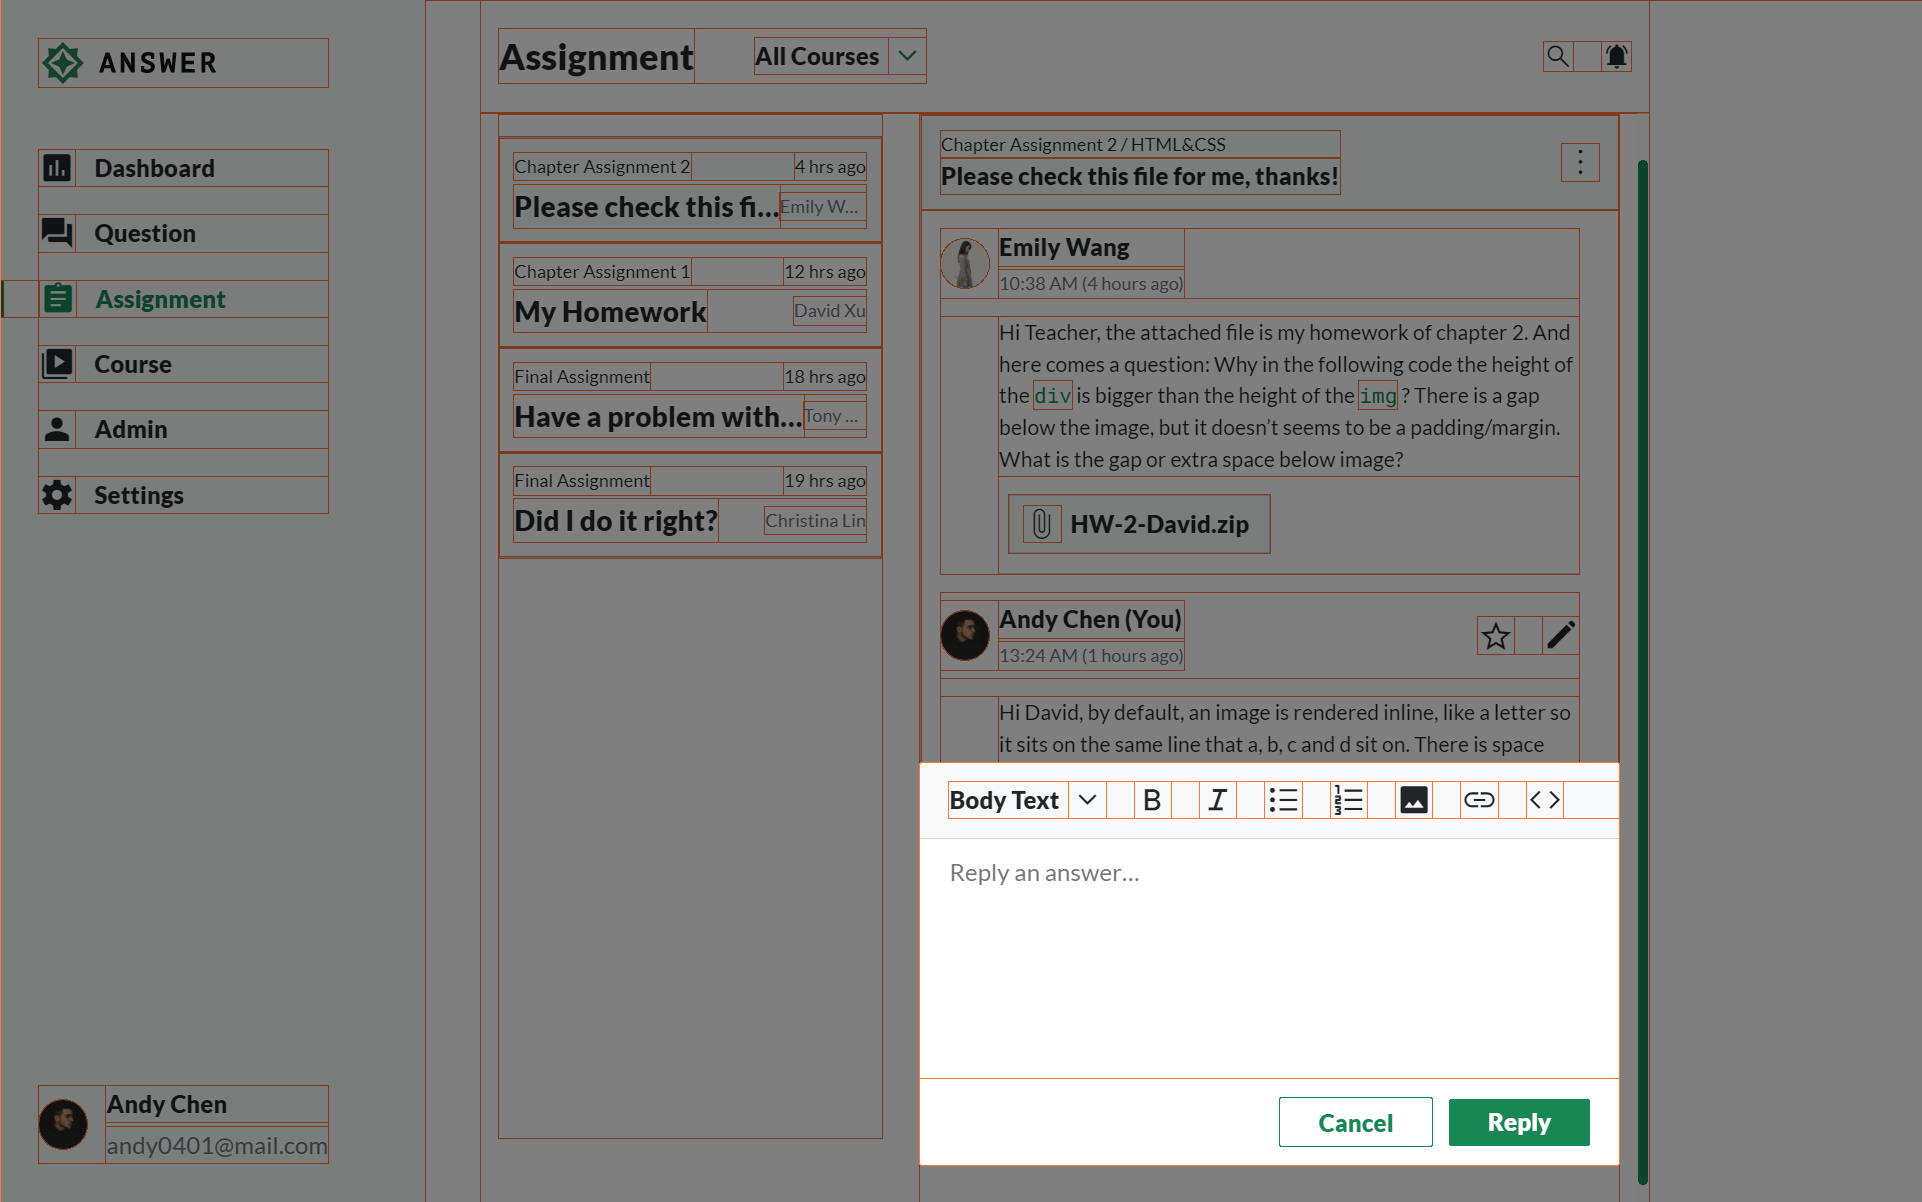 ANSWER
Dashboard
Question
Assignment
Course
Admin
Settings
Andy Chen
andy0401@mail.com
Assignment
All Courses
Chapter Assignment 2
4 hrs ago
Please check this fi...
Emily W...
Chapter Assignment 1
12 hrs ago
My Homework
David Xu
Final Assignment
18 hrs ago
Have a problem with...
Tony ...
Final Assignment
19 hrs ago
Did I do it right?
Christina Lin
Chapter Assignment 2 / HTML&CSS
Please check this file for me, thanks!
Emily Wang
10:38 AM (4 hours ago)
Hi Teacher, the attached file is my homework of chapter 2. And
here comes a question: Why in the following code the height of
the div is bigger than the height of the img ? There is a gap
below the image, but it doesn’t seems to be a padding/margin.
What is the gap or extra space below image?
HW-2-David.zip
Andy Chen (You)
13:24 AM (1 hours ago)
Hi David, by default, an image is rendered inline, like a letter so
it sits on the same line that a, b, c and d sit on. There is space
Body Text
B I
Reply an answer...
Cancel
Reply